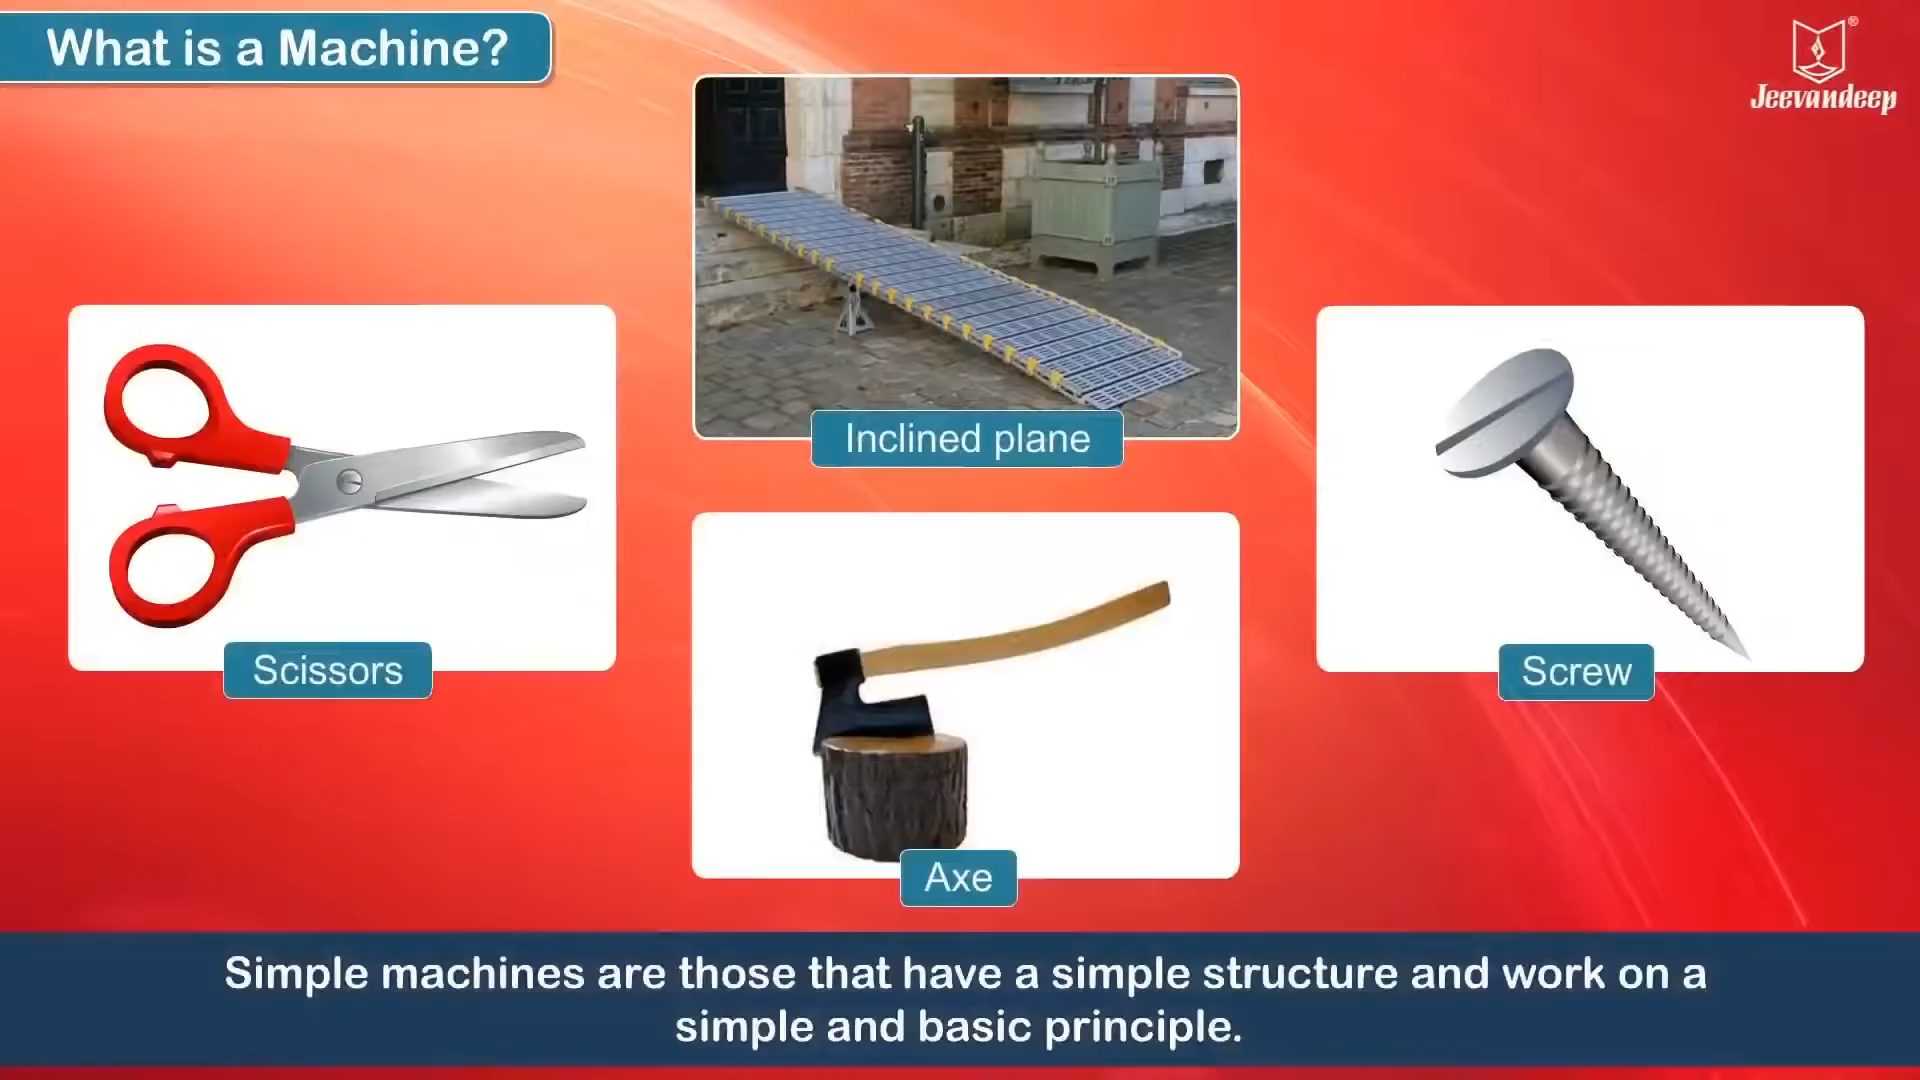 What is a Machine?
Jeevandeep®
Inclined plane
Scissors
Screw
Axe
Simple machines are those that have a simple structure and work on a
simple and basic principle.